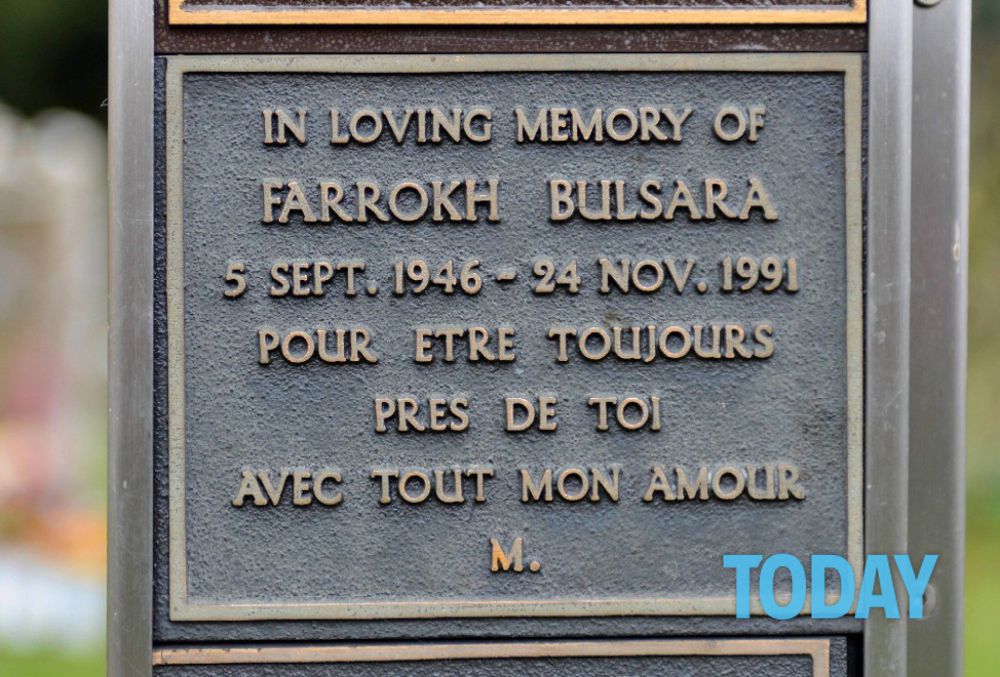 IN LOVING MEMORY OF
FARROKH BULSARA
5 SEPT. 1946 - 24 NOV. 1991
POUR ETRE TOUJOURS
PRES DE TOI
AVEC TOUT MON AMOUR
M.
TODAY